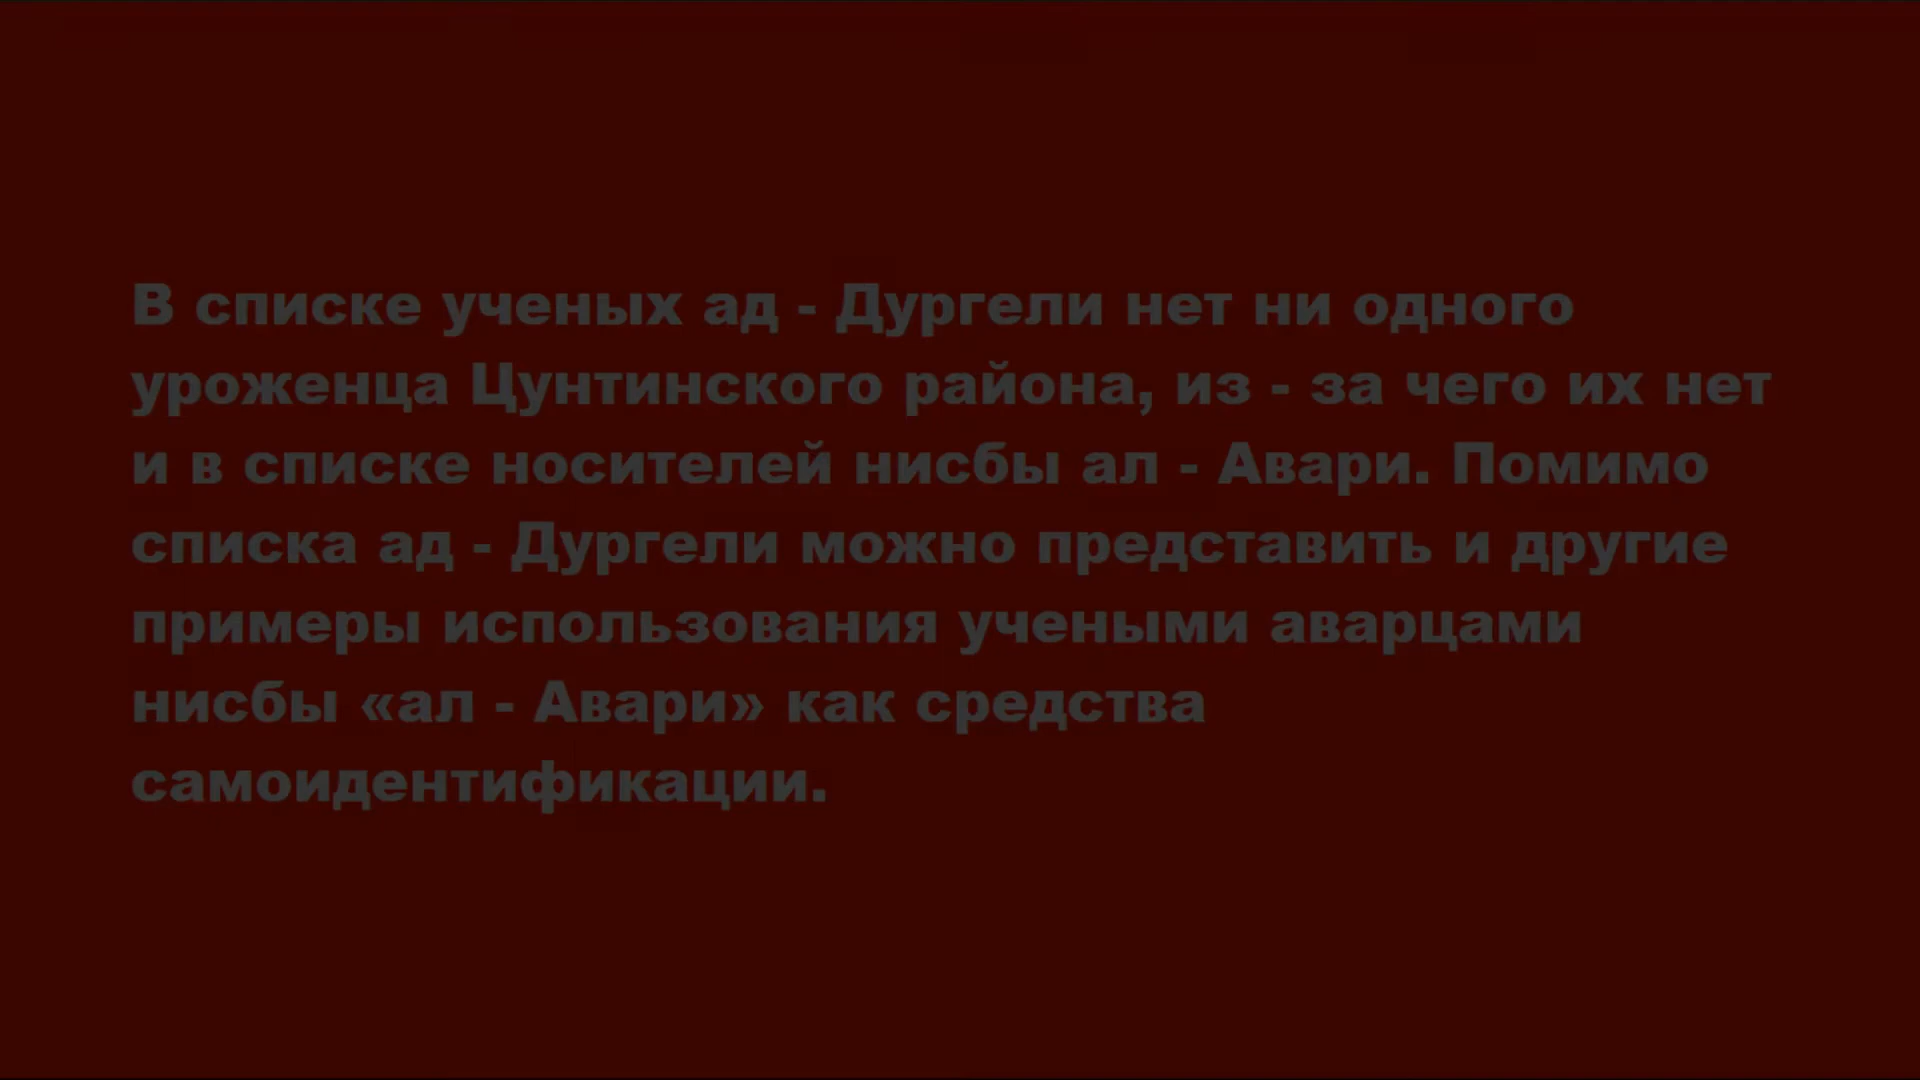 В списке ученых ад - Дургели нет ни одного
уроженца Цунтинского района, из - за чего их нет
и в списке носителей нисбы ал - Авари. Помимо
списка ад - Дургели можно представить и другие
примеры использования учеными аварцами
нисбы «ал - Авари» как средства
самоидентификации.